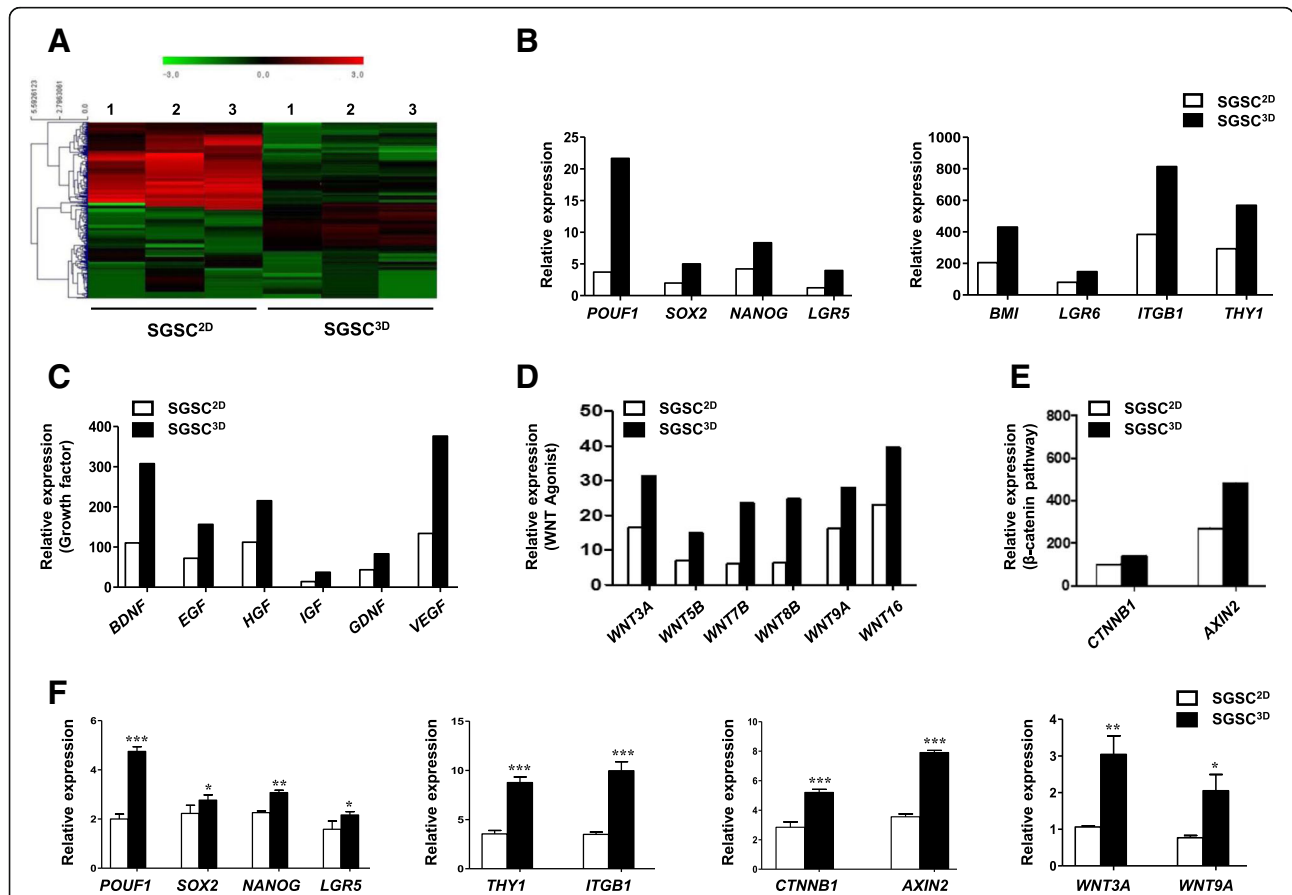 A
-3.0 0.0 3.0
5.5926123
2.7963061
0.0
1 2 3 1 2 3
SGSC2D SGSC3D
B
SGSC2D
SGSC3D
Relative expression
25
20
15
10
5
0
POUF1 SOX2 NANOG LGR5
Relative expression
1000
800
600
400
200
0
BMI LGR6 ITGB1 THY1
C
SGSC2D
SGSC3D
Relative expression
(Growth factor)
400
300
200
100
0
BDNF EGF HGF IGF GDNF VEGF
D
SGSC2D
SGSC3D
Relative expression
(WNT Agonist)
50
40
30
20
10
0
WNT3A WNT5B WNT7B WNT8B WNT9A WNT16
E
SGSC2D
SGSC3D
Relative expression
(β-catenin pathway)
800
600
400
200
0
CTNNB1 AXIN2
F
SGSC2D
SGSC3D
Relative expression
6
4
2
0
*** * ** *
POUF1 SOX2 NANOG LGR5
Relative expression
15
10
5
0
*** ***
THY1 ITGB1
Relative expression
10
8
6
4
2
0
*** ***
CTNNB1 AXIN2
Relative expression
4
3
2
1
0
** *
WNT3A WNT9A